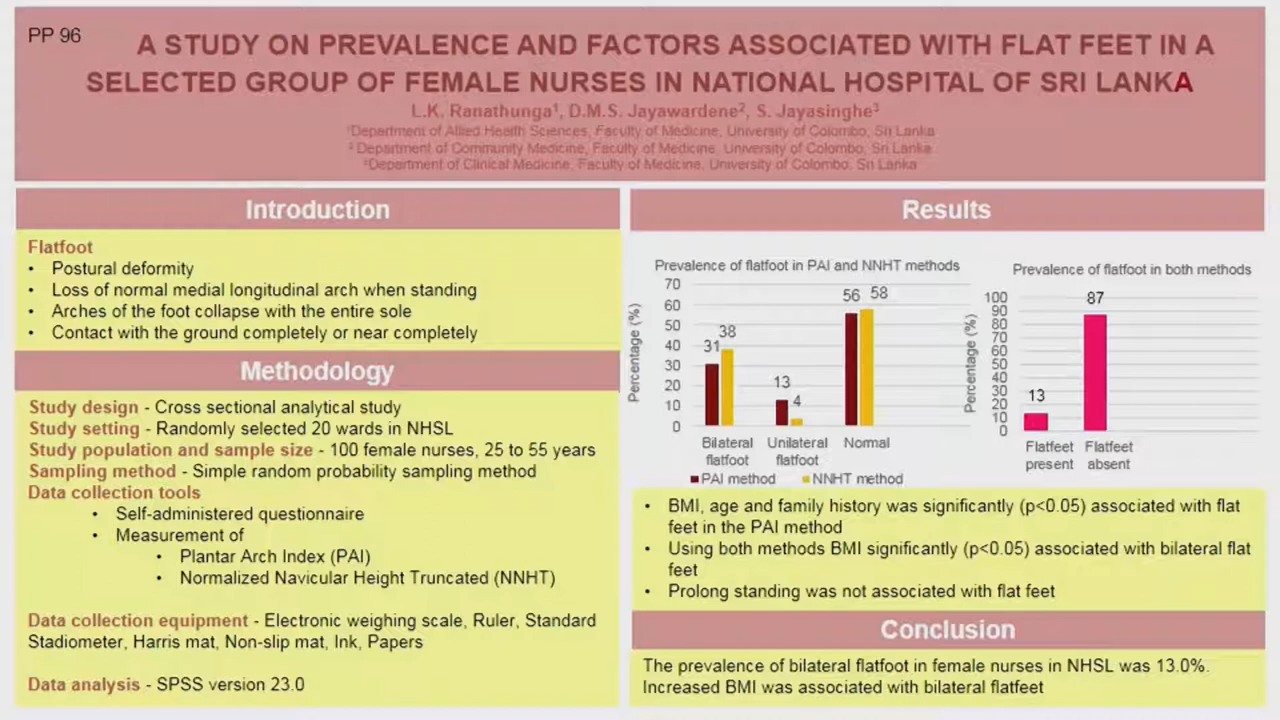 PP 96
A STUDY ON PREVALENCE AND FACTORS ASSOCIATED WITH FLAT FEET IN A
SELECTED GROUP OF FEMALE NURSES IN NATIONAL HOSPITAL OF SRI LANKA
L.K. Ranathunga¹, D.M.S. Jayawardene², S. Jayasinghe³
¹Department of Allied Health Sciences, Faculty of Medicine, University of Colombo, Sri Lanka
² Department of Community Medicine, Faculty of Medicine, University of Colombo, Sri Lanka
³Department of Clinical Medicine, Faculty of Medicine, University of Colombo, Sri Lanka
Introduction
Flatfoot
• Postural deformity
• Loss of normal medial longitudinal arch when standing
• Arches of the foot collapse with the entire sole
• Contact with the ground completely or near completely
Methodology
Study design - Cross sectional analytical study
Study setting - Randomly selected 20 wards in NHSL
Study population and sample size - 100 female nurses, 25 to 55 years
Sampling method - Simple random probability sampling method
Data collection tools
• Self-administered questionnaire
• Measurement of
• Plantar Arch Index (PAI)
• Normalized Navicular Height Truncated (NNHT)
Data collection equipment - Electronic weighing scale, Ruler, Standard
Stadiometer, Harris mat, Non-slip mat, Ink, Papers
Data analysis - SPSS version 23.0
Results
Prevalence of flatfoot in PAI and NNHT methods
Percentage (%)
70
60
50
40
30
20
10
0
31
38
13
4
56
58
Bilateral
flatfoot
Unilateral
flatfoot
Normal
PAI method
NNHT method
Prevalence of flatfoot in both methods
Percentage (%)
100
90
80
70
60
50
40
30
20
10
0
13
87
Flatfeet
present
Flatfeet
absent
• BMI, age and family history was significantly (p<0.05) associated with flat
feet in the PAI method
• Using both methods BMI significantly (p<0.05) associated with bilateral flat
feet
• Prolong standing was not associated with flat feet
Conclusion
The prevalence of bilateral flatfoot in female nurses in NHSL was 13.0%.
Increased BMI was associated with bilateral flatfeet